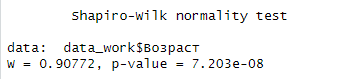 Shapiro-Wilk normality test
data:  data_work$Возраст
W = 0.90772, p-value = 7.203e-08